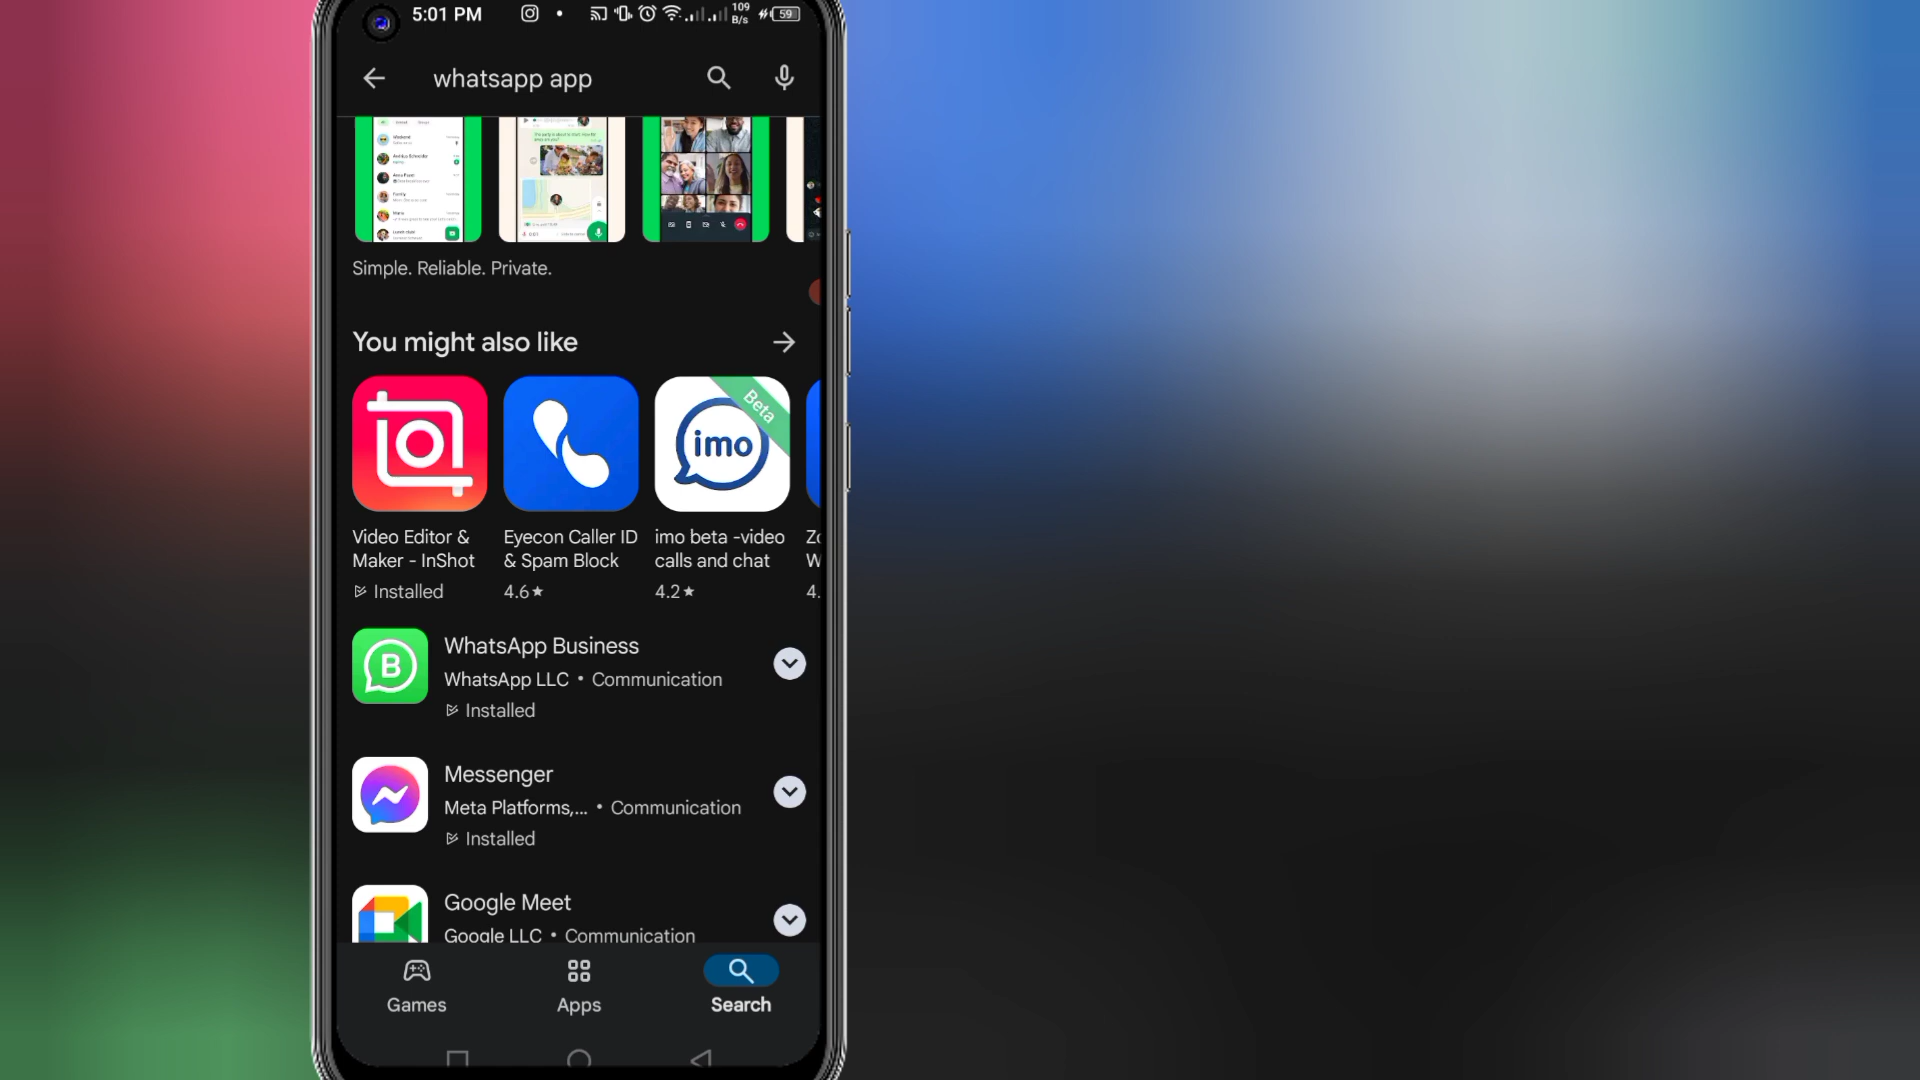 5:01 PM 109 B/s 59
whatsapp app
Simple. Reliable. Private.
You might also like
Beta
imo
Video Editor & Maker - InShot
Installed
Eyecon Caller ID & Spam Block
4.6★
imo beta -video calls and chat
4.2★
4.
WhatsApp Business
WhatsApp LLC • Communication
Installed
Messenger
Meta Platforms,... • Communication
Installed
Google Meet
Google LLC • Communication
Games
Apps
Search